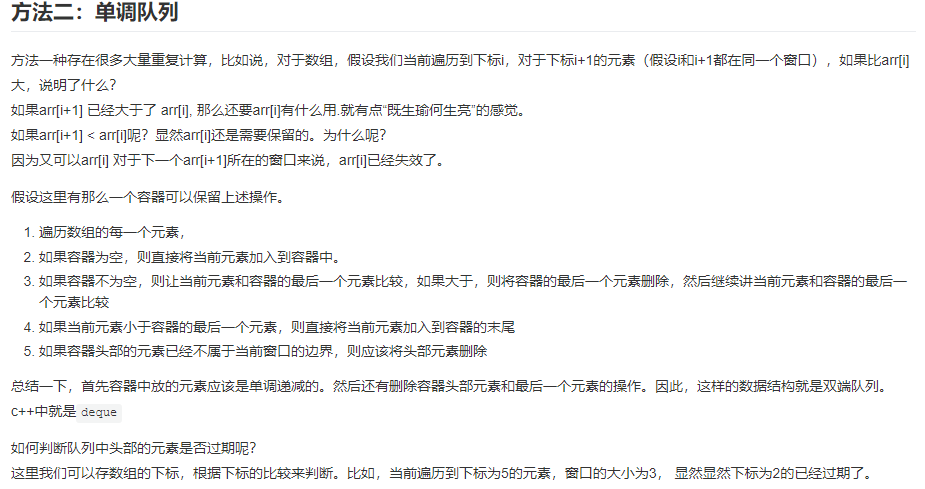 方法二：单调队列
方法一种存在很多大量重复计算，比如说，对于数组，假设我们当前遍历到下标i，对于下标i+1的元素（假设i和i+1都在同一个窗口），如果比arr[i]
大，说明了什么？
如果arr[i+1] 已经大于了 arr[i], 那么还要arr[i]有什么用.就有点“既生瑜何生亮”的感觉。
如果arr[i+1] < arr[i]呢？显然arr[i]还是需要保留的。为什么呢？
因为又可以arr[i] 对于下一个arr[i+1]所在的窗口来说，arr[i]已经失效了。
假设这里有那么一个容器可以保留上述操作。
1. 遍历数组的每一个元素，
2. 如果容器为空，则直接将当前元素加入到容器中。
3. 如果容器不为空，则让当前元素和容器的最后一个元素比较，如果大于，则将容器的最后一个元素删除，然后继续讲当前元素和容器的最后一
个元素比较
4. 如果当前元素小于容器的最后一个元素，则直接将当前元素加入到容器的末尾
5. 如果容器头部的元素已经不属于当前窗口的边界，则应该将头部元素删除
总结一下，首先容器中放的元素应该是单调递减的。然后还有删除容器头部元素和最后一个元素的操作。因此，这样的数据结构就是双端队列。
c++中就是 deque
如何判断队列中头部的元素是否过期呢？
这里我们可以存数组的下标，根据下标的比较来判断。比如，当前遍历到下标为5的元素，窗口的大小为3， 显然显然下标为2的已经过期了。